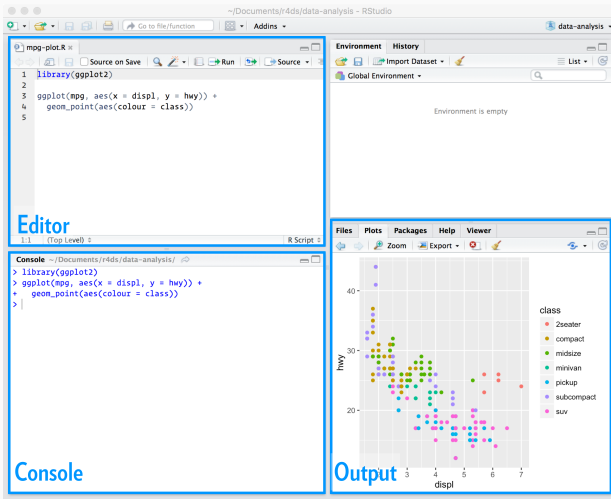 ~/Documents/r4ds/data-analysis - RStudio
Go to file/function
Addins
data-analysis
mpg-plot.R
Source on Save
Run
Source
1 library(ggplot2)
2
3 ggplot(mpg, aes(x = displ, y = hwy)) +
4   geom_point(aes(colour = class))
5
Editor
1:1 (Top Level) R Script
Console ~/Documents/r4ds/data-analysis/
> library(ggplot2)
> ggplot(mpg, aes(x = displ, y = hwy)) +
+   geom_point(aes(colour = class))
>
Console
Environment History
Import Dataset List
Global Environment
Environment is empty
Files Plots Packages Help Viewer
Zoom Export
40
30
20
hwy
3 4 5 6 7
displ
class
2seater
compact
midsize
minivan
pickup
subcompact
suv
Output